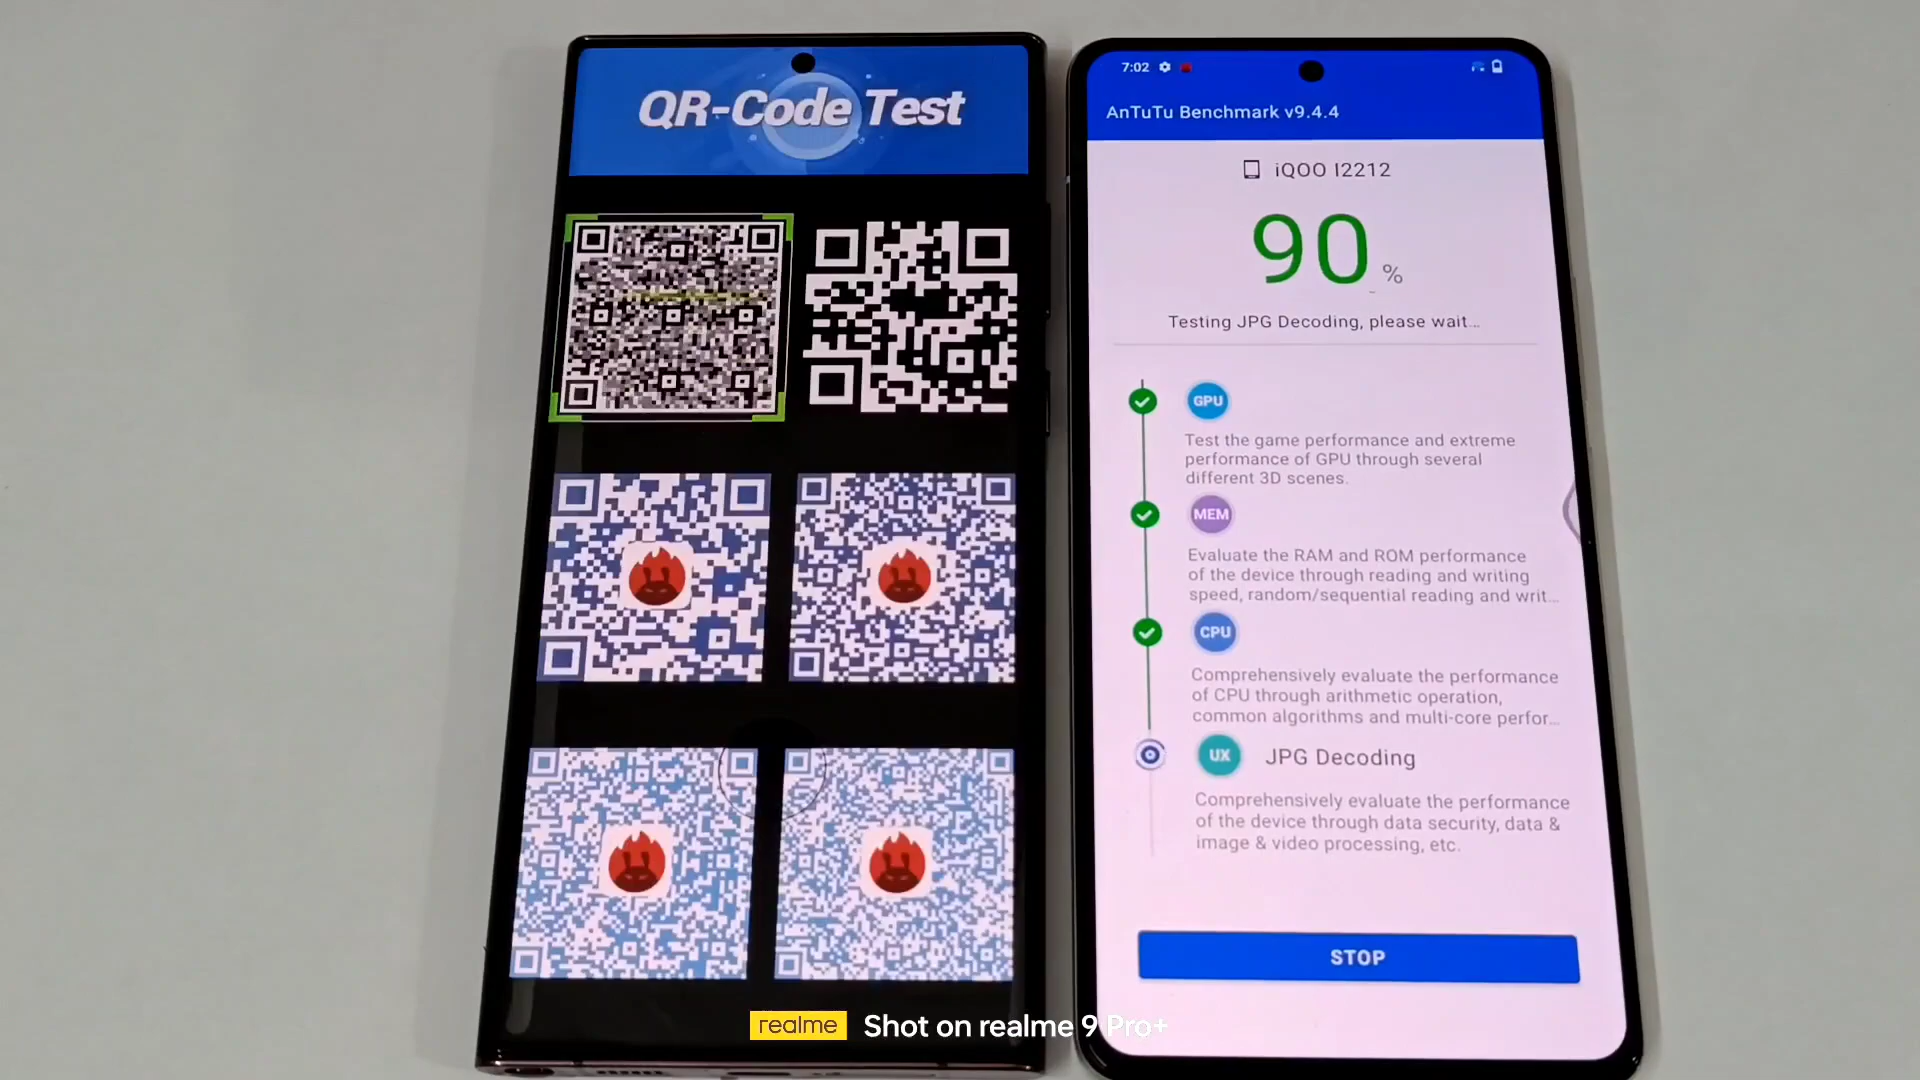 QR-Code Test
7:02
AnTuTu Benchmark v9.4.4
iQOO I2212
90 %
Testing JPG Decoding, please wait...
GPU
Test the game performance and extreme
performance of GPU through several
different 3D scenes.
MEM
Evaluate the RAM and ROM performance
of the device through reading and writing
speed, random/sequential reading and writ...
CPU
Comprehensively evaluate the performance
of CPU through arithmetic operation,
common algorithms and multi-core perfor...
UX JPG Decoding
Comprehensively evaluate the performance
of the device through data security, data &
image & video processing, etc.
STOP
realme Shot on realme 9 Pro+